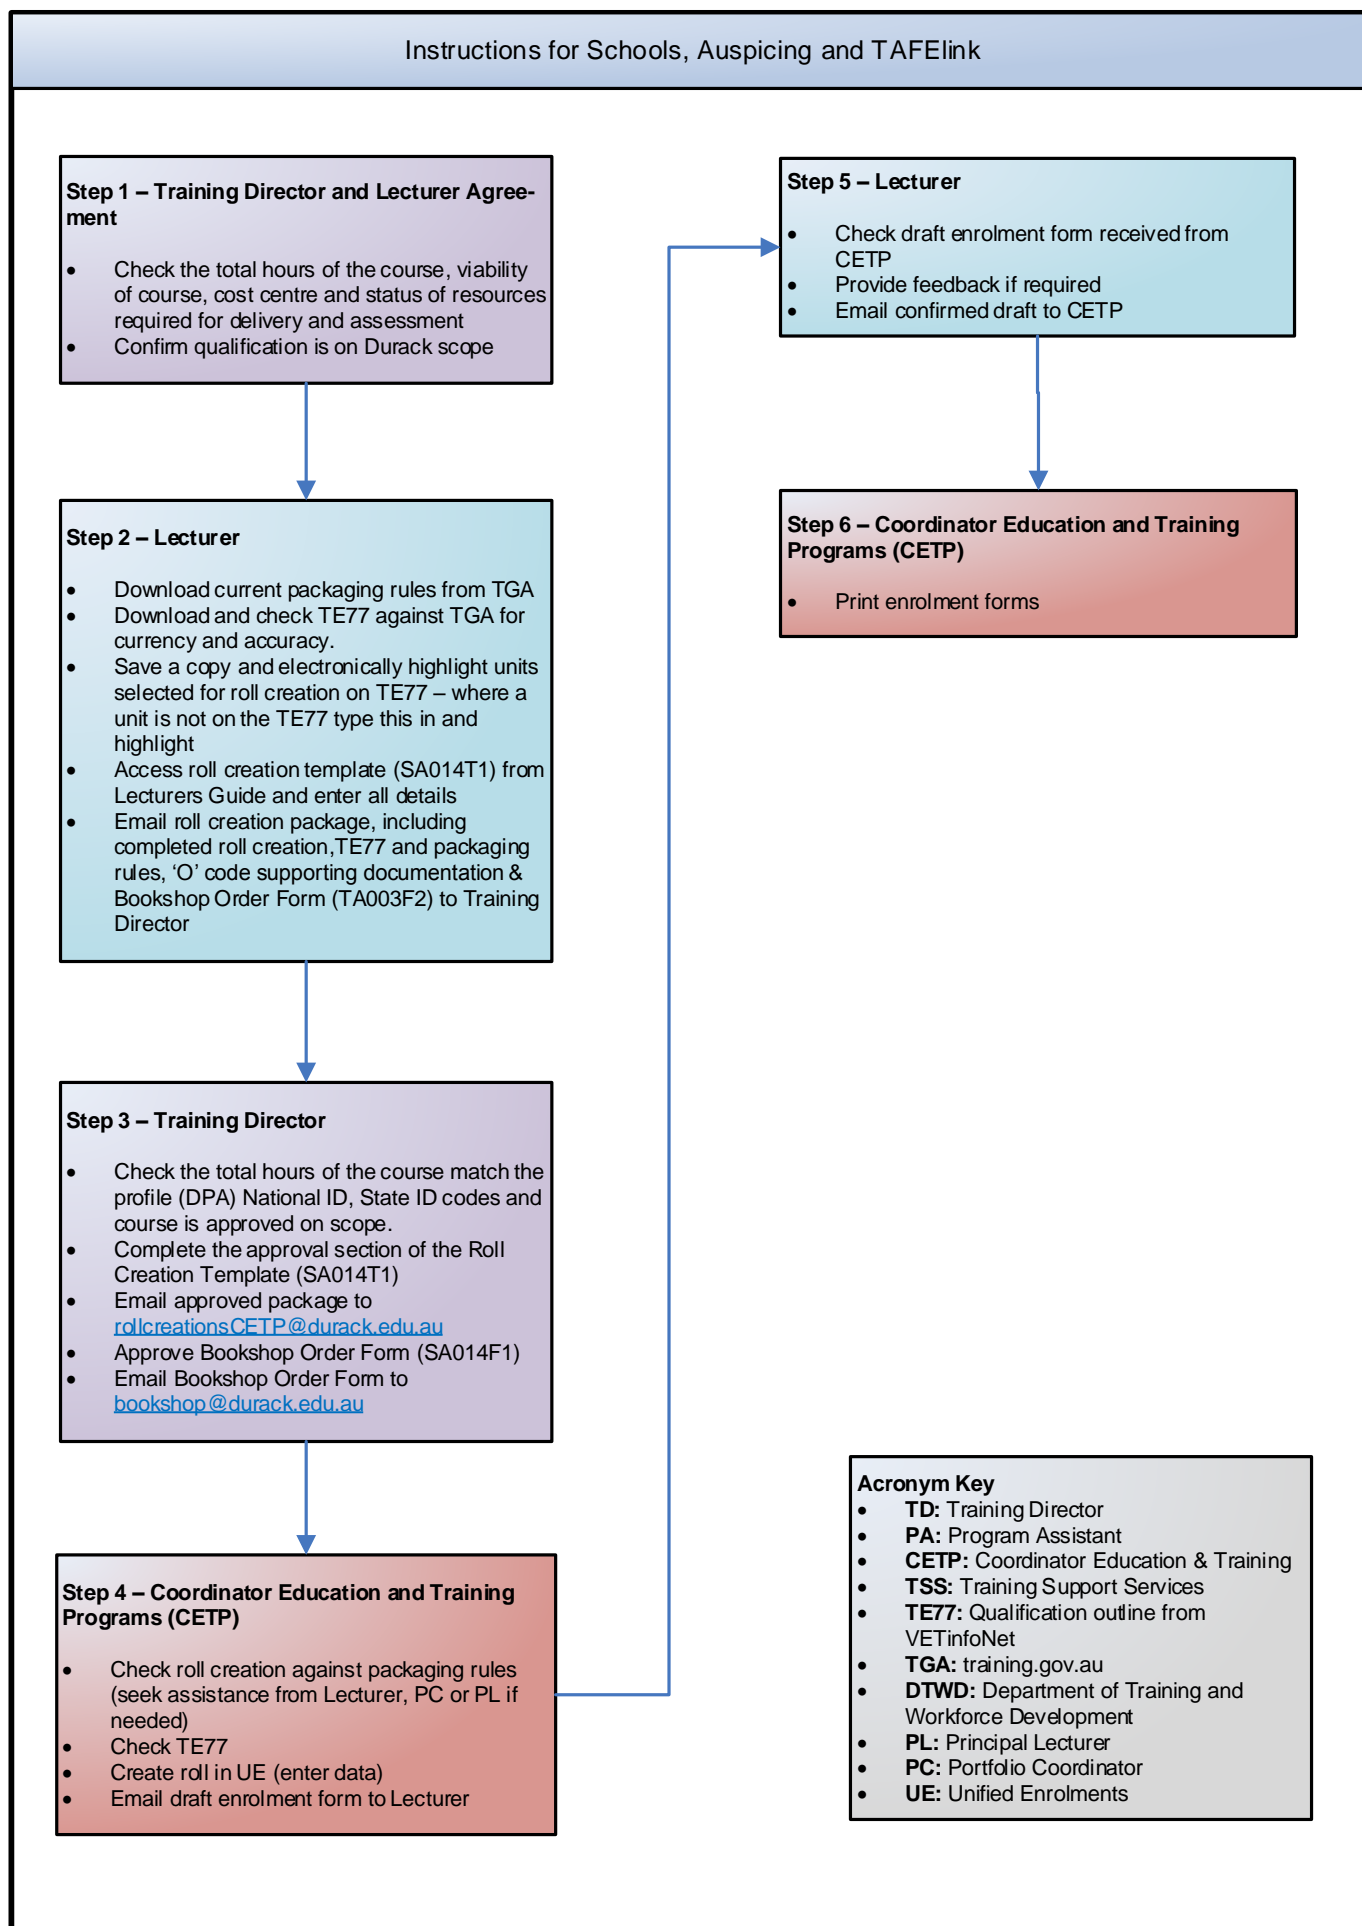 Instructions for Schools, Auspicing and TAFElink
Step 1 – Training Director and Lecturer Agree-
ment
• Check the total hours of the course, viability
of course, cost centre and status of resources
required for delivery and assessment
• Confirm qualification is on Durack scope
Step 2 – Lecturer
• Download current packaging rules from TGA
• Download and check TE77 against TGA for
currency and accuracy.
• Save a copy and electronically highlight units
selected for roll creation on TE77 – where a
unit is not on the TE77 type this in and
highlight
• Access roll creation template (SA014T1) from
Lecturers Guide and enter all details
• Email roll creation package, including
completed roll creation,TE77 and packaging
rules, ‘O’ code supporting documentation &
Bookshop Order Form (TA003F2) to Training
Director
Step 3 – Training Director
• Check the total hours of the course match the
profile (DPA) National ID, State ID codes and
course is approved on scope.
• Complete the approval section of the Roll
Creation Template (SA014T1)
• Email approved package to
rollcreationsCETP@durack.edu.au
• Approve Bookshop Order Form (SA014F1)
• Email Bookshop Order Form to
bookshop@durack.edu.au
Step 4 – Coordinator Education and Training
Programs (CETP)
• Check roll creation against packaging rules
(seek assistance from Lecturer, PC or PL if
needed)
• Check TE77
• Create roll in UE (enter data)
• Email draft enrolment form to Lecturer
Step 5 – Lecturer
• Check draft enrolment form received from
CETP
• Provide feedback if required
• Email confirmed draft to CETP
Step 6 – Coordinator Education and Training
Programs (CETP)
• Print enrolment forms
Acronym Key
• TD: Training Director
• PA: Program Assistant
• CETP: Coordinator Education & Training
• TSS: Training Support Services
• TE77: Qualification outline from
VETinfoNet
• TGA: training.gov.au
• DTWD: Department of Training and
Workforce Development
• PL: Principal Lecturer
• PC: Portfolio Coordinator
• UE: Unified Enrolments